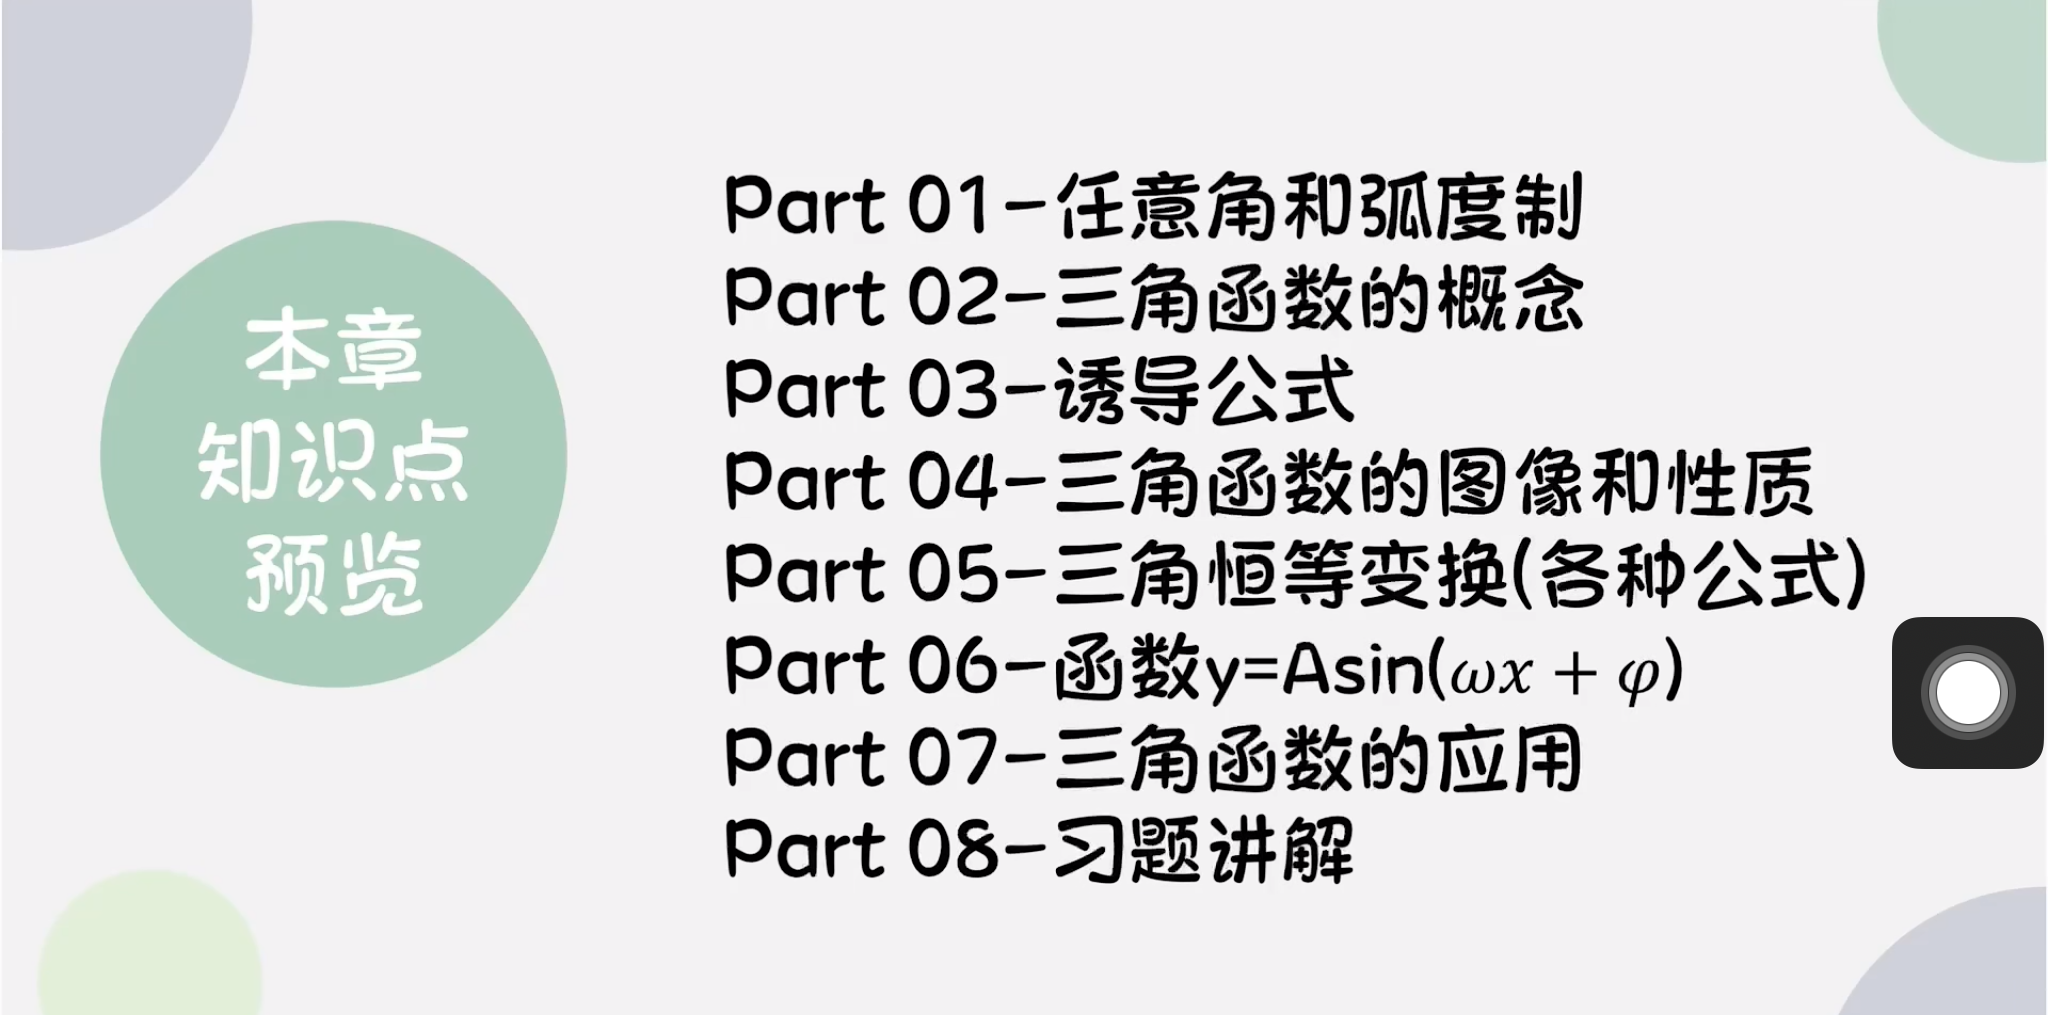 本章
知识点
预览
Part 01-任意角和弧度制
Part 02-三角函数的概念
Part 03-诱导公式
Part 04-三角函数的图像和性质
Part 05-三角恒等变换(各种公式)
Part 06-函数y=Asin(ωx + φ)
Part 07-三角函数的应用
Part 08-习题讲解